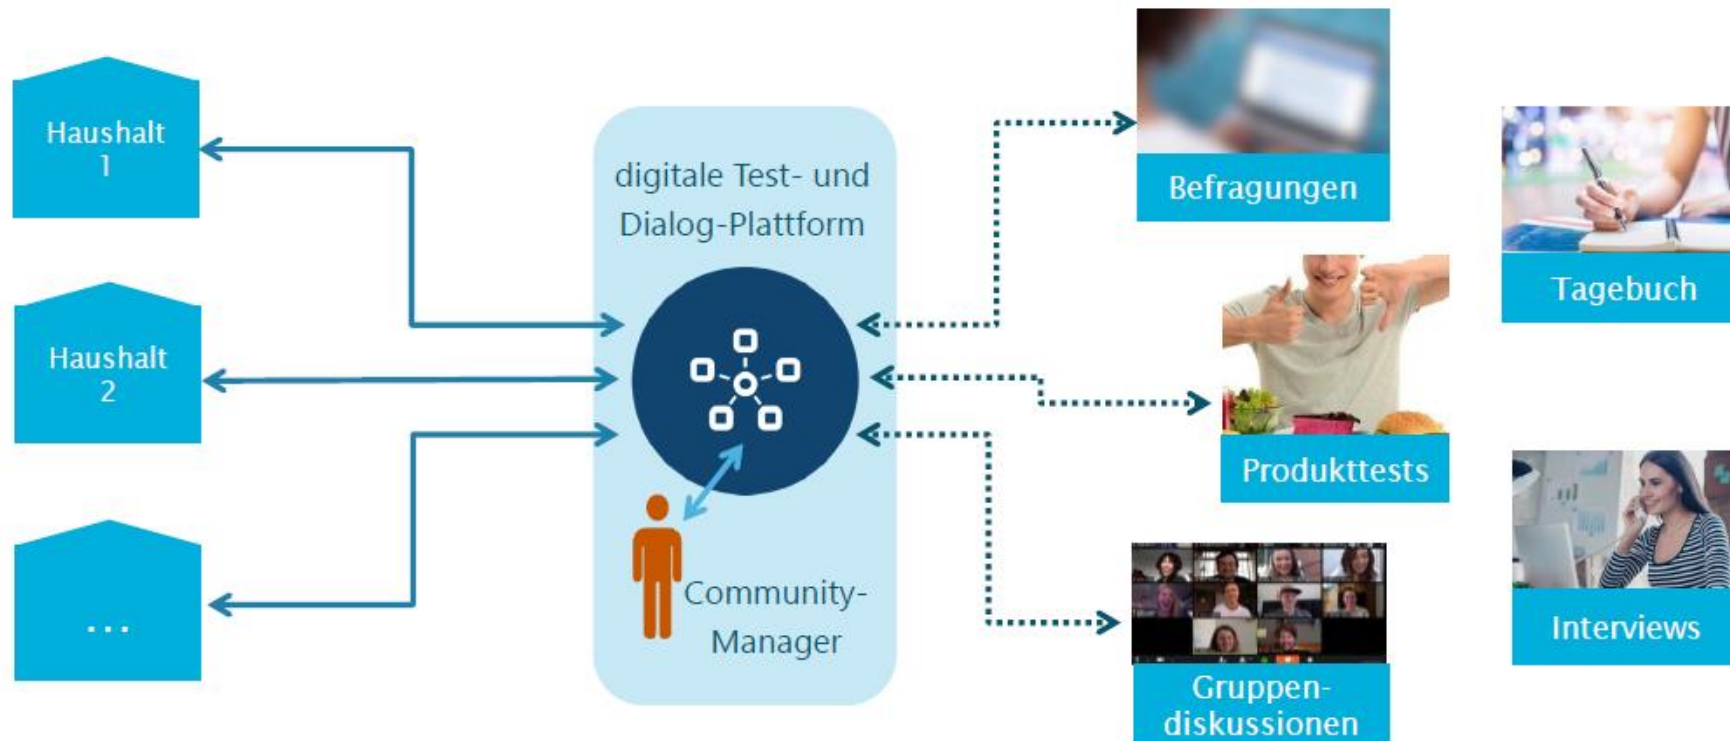 Haushalt
1
Haushalt
2
...
digitale Test- und
Dialog-Plattform
Community-
Manager
Befragungen
Produkttests
Gruppen-
diskussionen
Tagebuch
Interviews